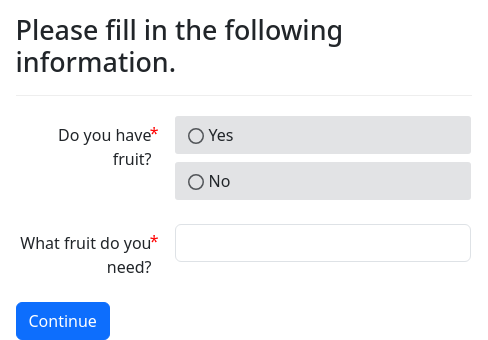 Please fill in the following
information.
Do you have*
fruit?
Yes
No
What fruit do you*
need?
Continue